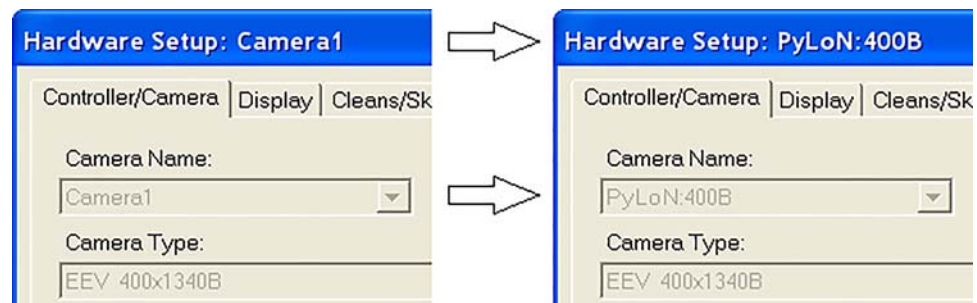 Hardware Setup: Camera1
Controller/Camera Display Cleans/Sk
Camera Name:
Camera1
Camera Type:
EEV 400x1340B
Hardware Setup: PyLoN:400B
Controller/Camera Display Cleans/Sk
Camera Name:
PyLoN:400B
Camera Type:
EEV 400x1340B